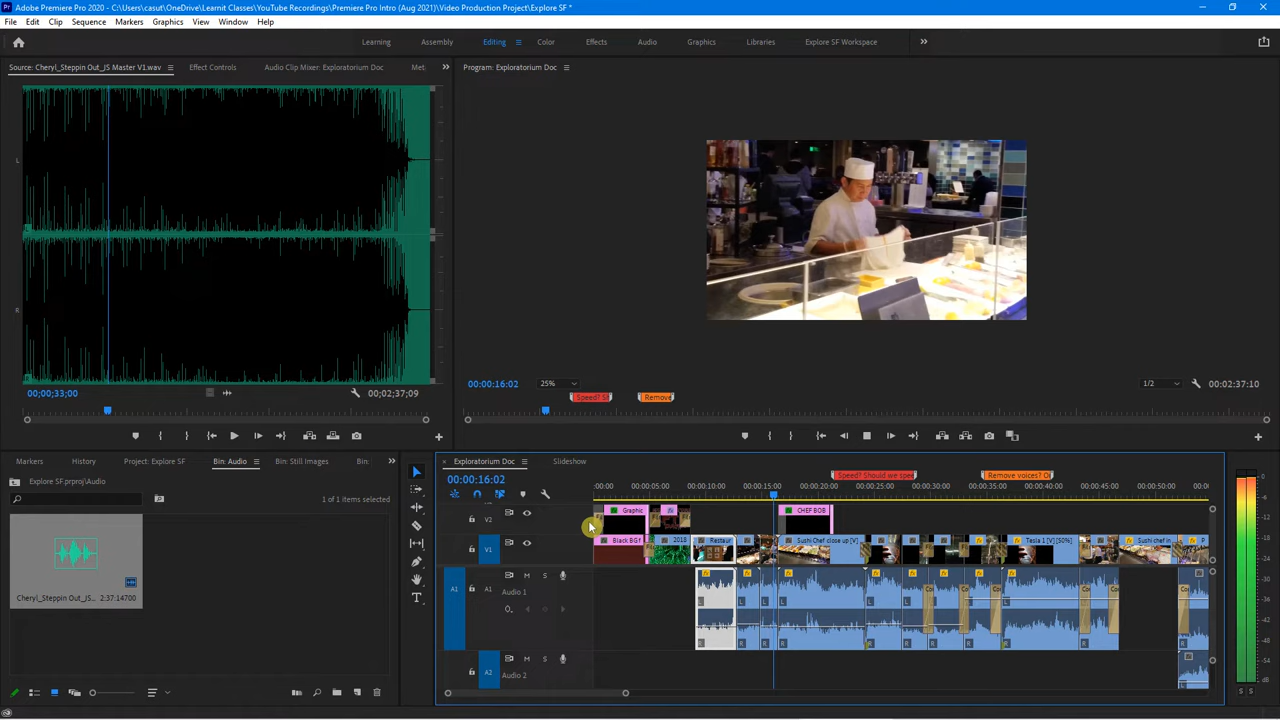 Adobe Premiere Pro 2020 - C:\Users\casut\OneDrive\Learnit Classes\YouTube Recordings\Premiere Pro Intro (Aug 2021)\Video Production Project\Explore SF *
File Edit Clip Sequence Markers Graphics View Window Help
Learning Assembly Editing Color Effects Audio Graphics Libraries Explore SF Workspace
Source: Cheryl_Steppin Out_JS Master V1.wav Effect Controls Audio Clip Mixer: Exploratorium Doc Met. Program: Exploratorium Doc
L
R
00;00;33;00 00;02;37;09
00:00:16:02 25% 1/2 00:02:37:10
Speed? Remove
Markers History Project: Explore SF Bin: Audio Bin: Still Images Bin:
Explore SF.prproj\Audio
1 of 1 items selected
Cheryl_Steppin Out_JS... 2:37:14700
Exploratorium Doc Slideshow
00:00:16:02
Speed? Should we Remove voices?
:00:00 00:00:05:00 00:00:10:00 00:00:15:00 00:00:20:00 00:00:25:00 00:00:30:00 00:00:35:00 00:00:40:00 00:00:45:00
V2 Graphic fx CHEF BOB
V1 Black 2018 Restaur Sushi Chef close up [V] Tesla 1 [V] [50%] Sushi chef in
A1 A1 M S
Audio 1
A2 M S
Audio 2
dB
S S